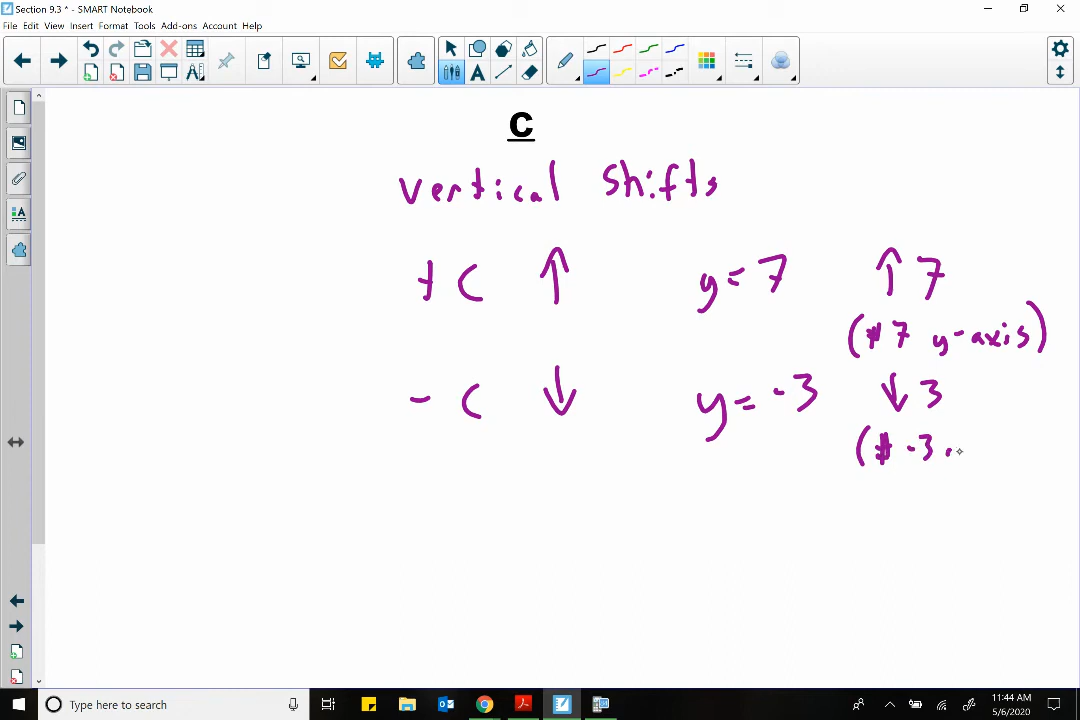 Section 9.3 * - SMART Notebook
File Edit View Insert Format Tools Add-ons Account Help
C
vertical shifts
+ C ↑ y = 7 ↑ 7
(# 7 y-axis)
- C ↓ y = -3 ↓ 3
(# -3
Type here to search
11:44 AM
5/6/2020